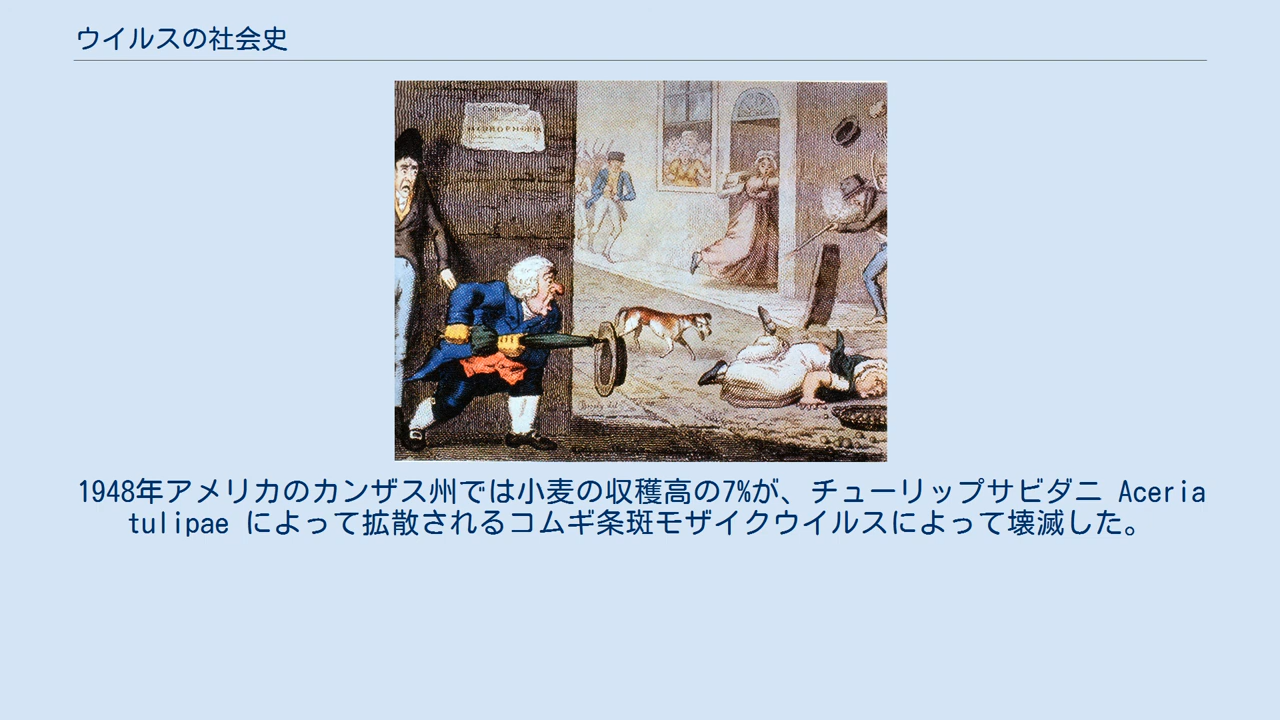 ウイルスの社会史
HYDROPHOBIA
1948年アメリカのカンザス州では小麦の収穫高の7%が、チューリップサビダニ Aceria
tulipae によって拡散されるコムギ条斑モザイクウイルスによって壊滅した。